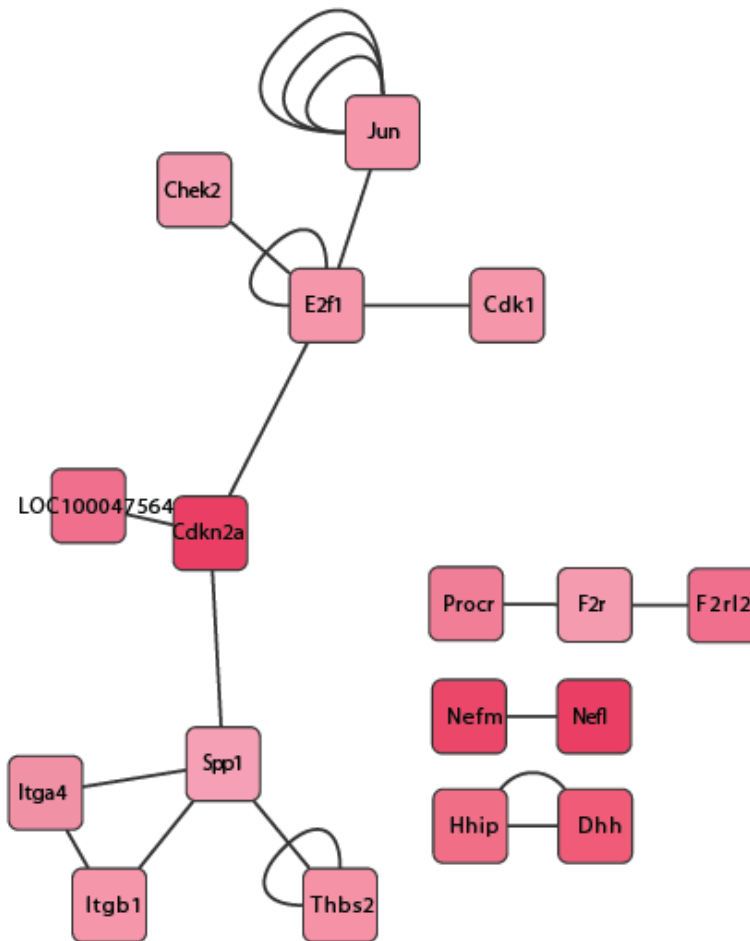 Jun
Chek2
E2f1
Cdk1
LOC100047564
Cdkn2a
Procr
F2r
F2rl2
Nefm
Nefl
Spp1
Itga4
Hhip
Dhh
Itgb1
Thbs2